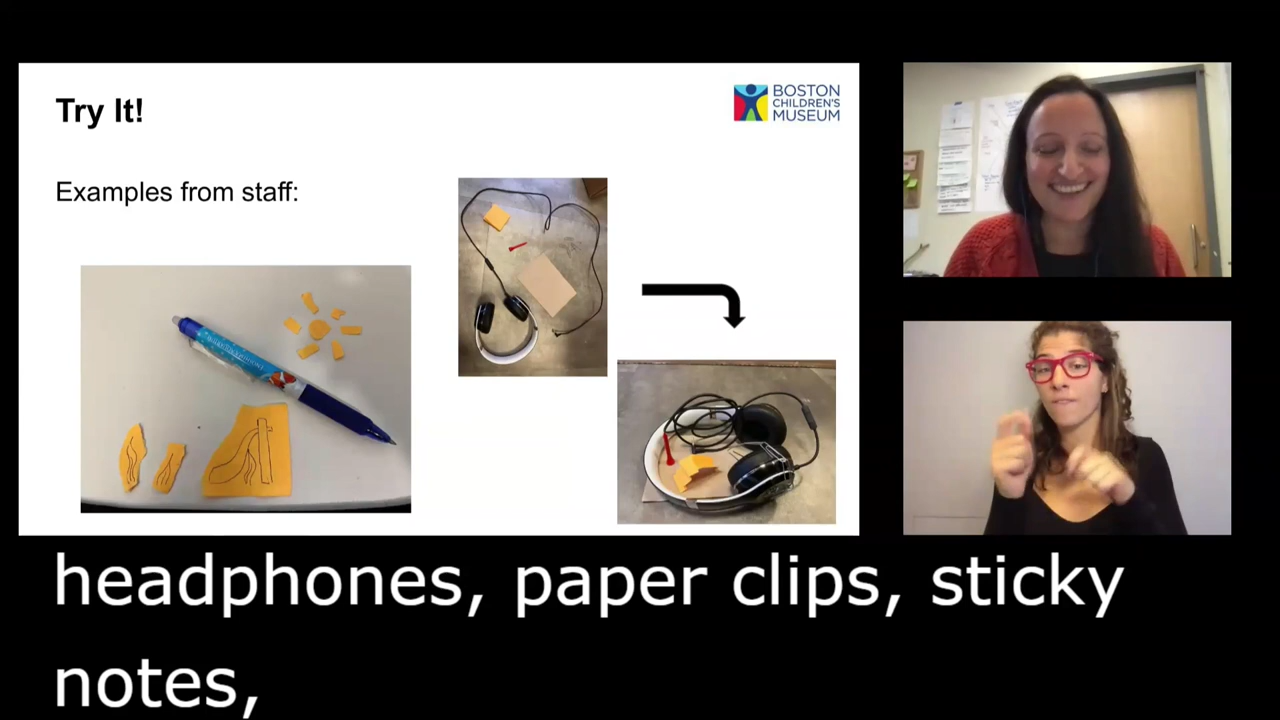 Try It!
BOSTON
CHILDREN'S
MUSEUM
Examples from staff:
headphones, paper clips, sticky
notes,